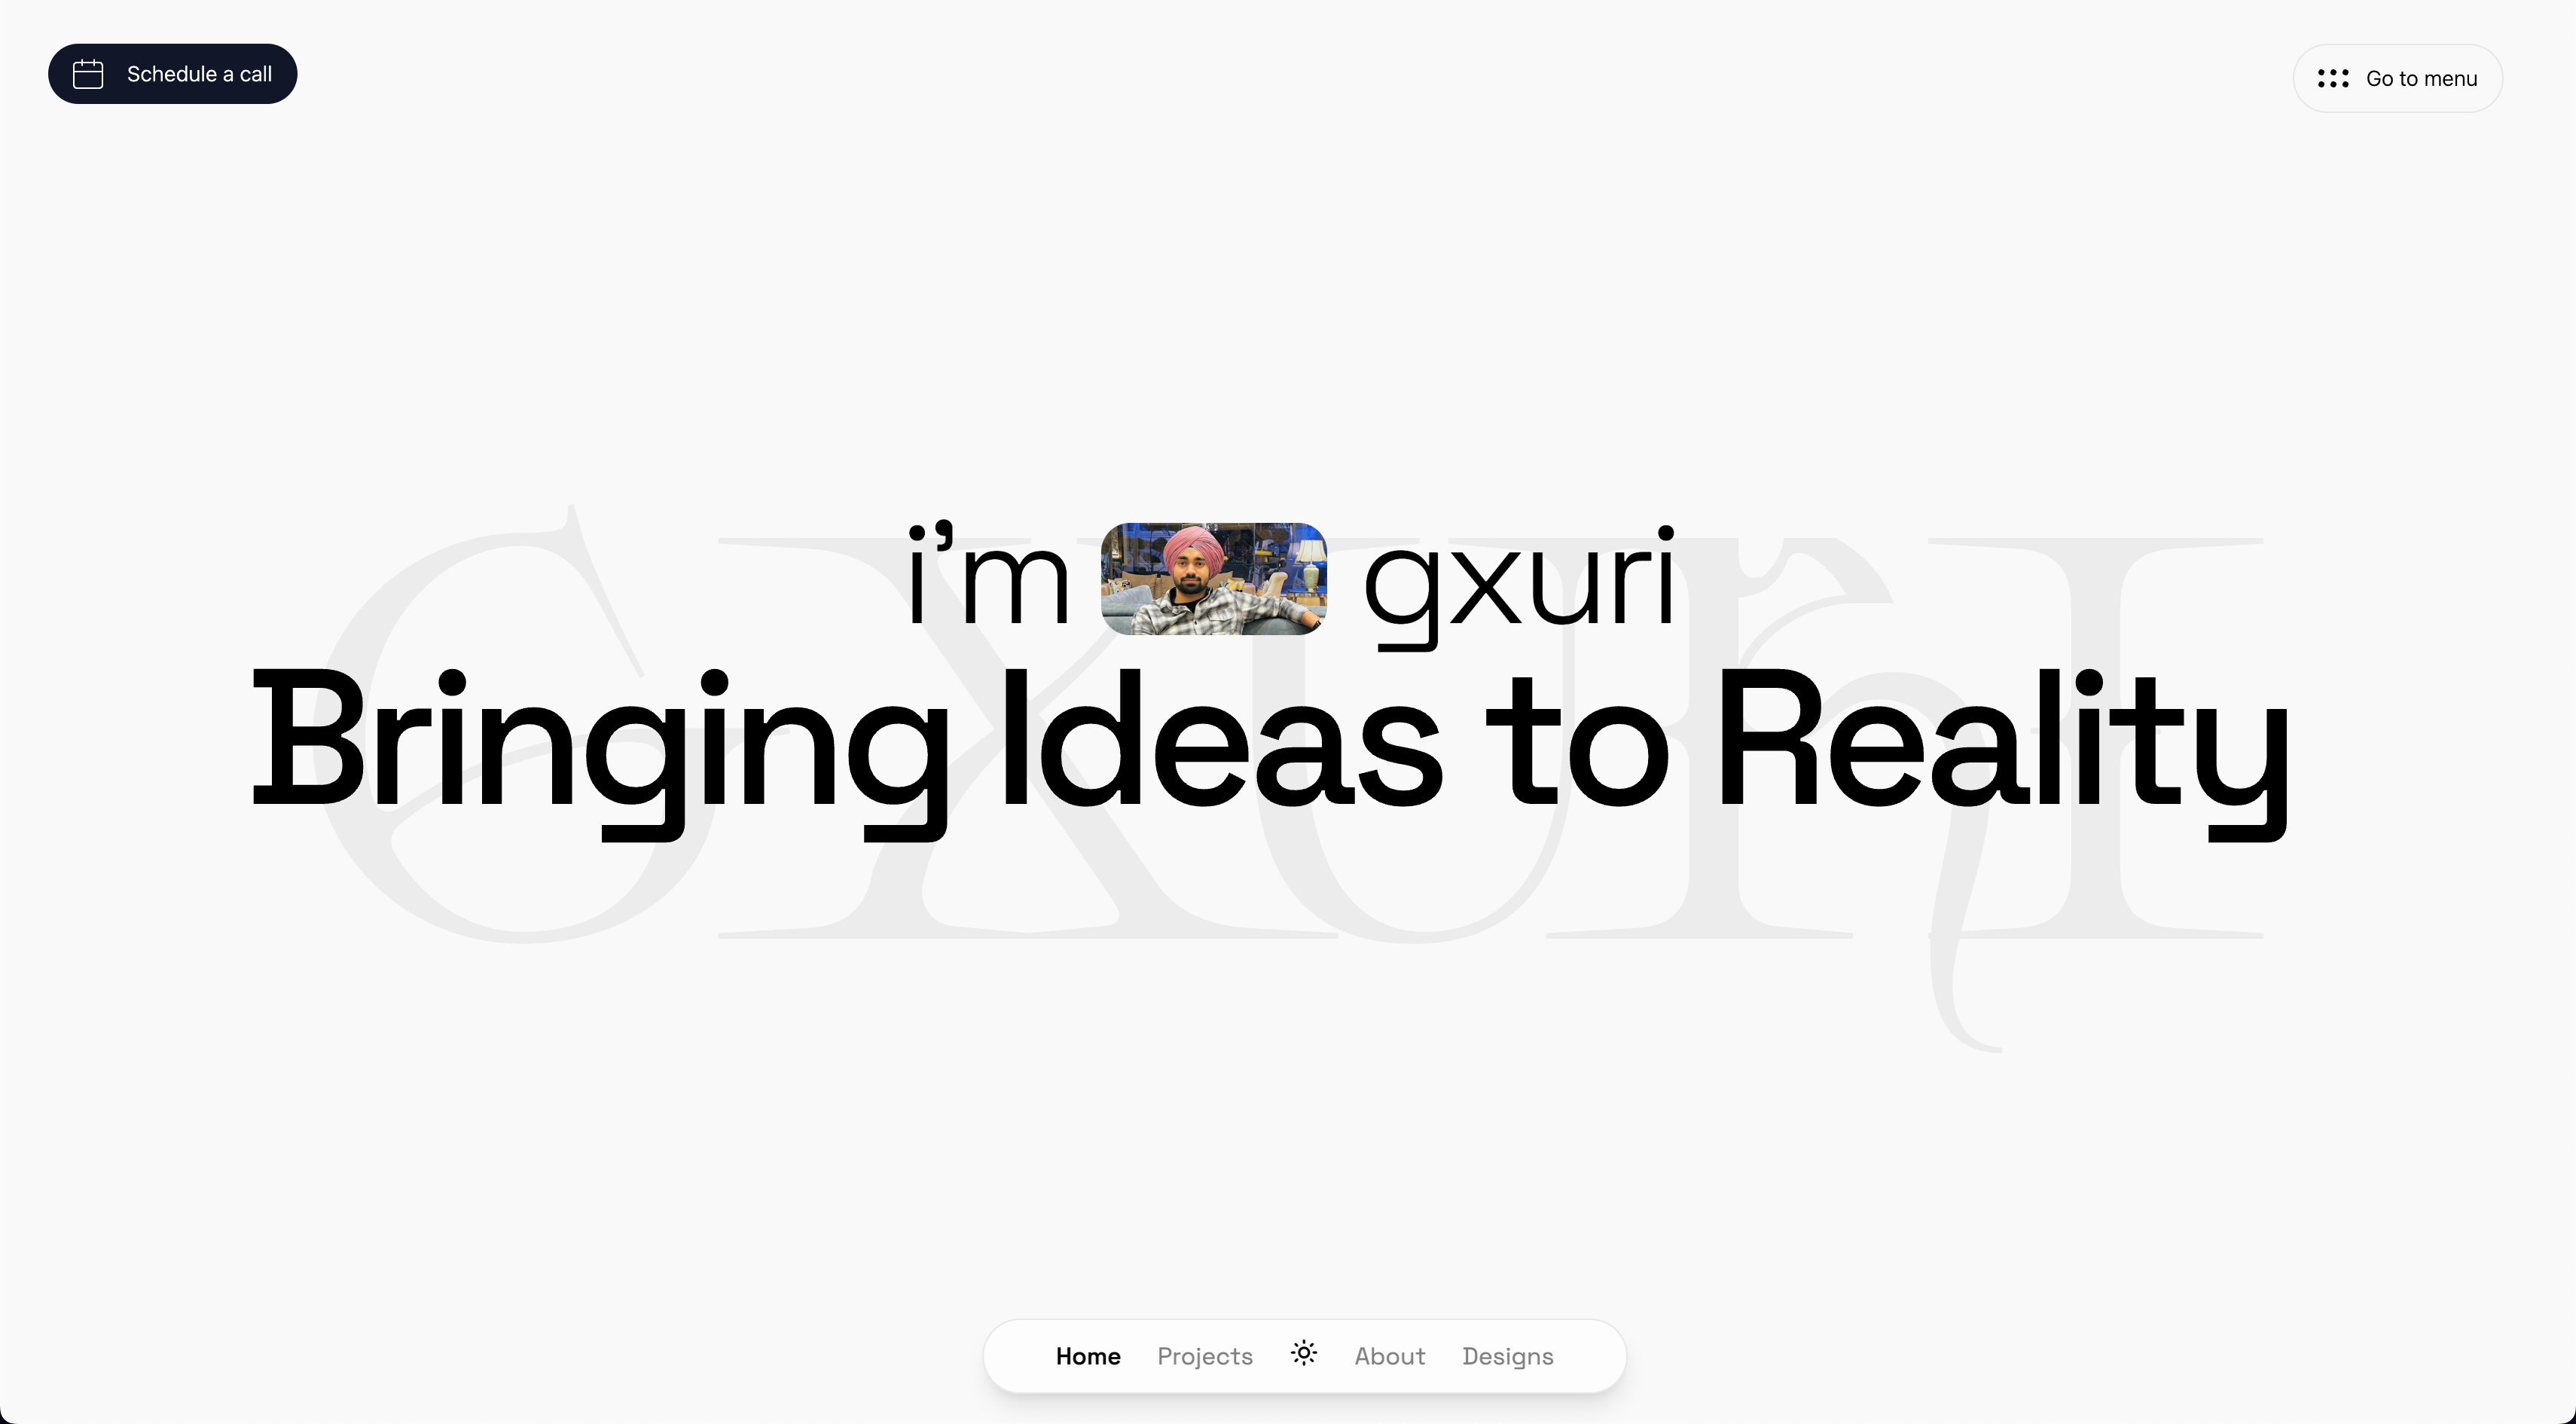 Schedule a call
Go to menu
i’m gxuri
GXUrI
Bringing Ideas to Reality
Home Projects About Designs